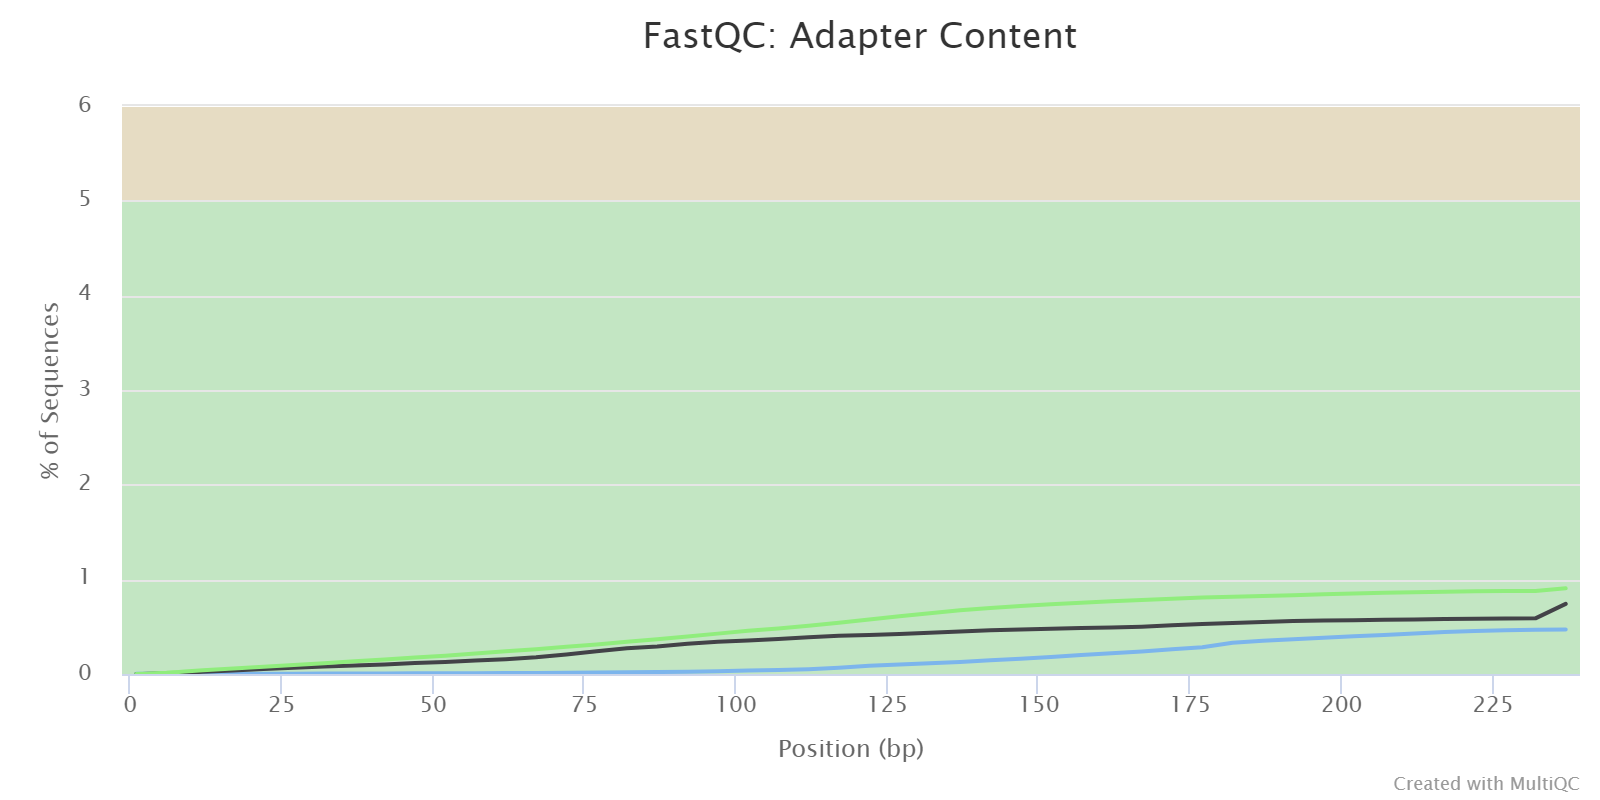 FastQC: Adapter Content
6
5
4
3
2
1
0
% of Sequences
0 25 50 75 100 125 150 175 200 225
Position (bp)
Created with MultiQC